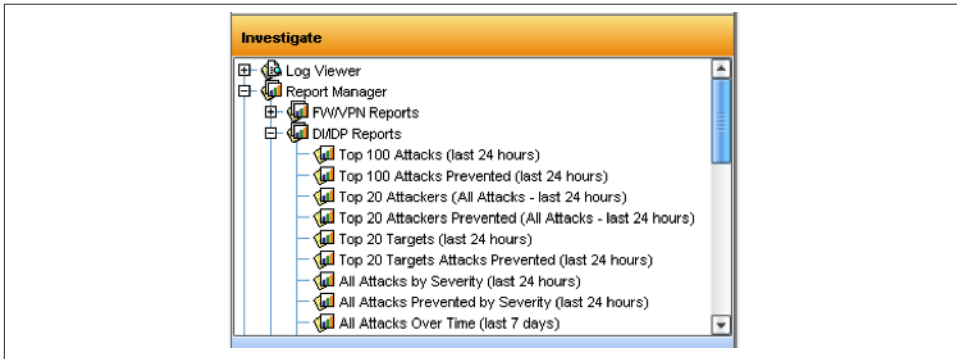 Investigate
Log Viewer
Report Manager
FW/VPN Reports
DI/IDP Reports
Top 100 Attacks (last 24 hours)
Top 100 Attacks Prevented (last 24 hours)
Top 20 Attackers (All Attacks - last 24 hours)
Top 20 Attackers Prevented (All Attacks - last 24 hours)
Top 20 Targets (last 24 hours)
Top 20 Targets Attacks Prevented (last 24 hours)
All Attacks by Severity (last 24 hours)
All Attacks Prevented by Severity (last 24 hours)
All Attacks Over Time (last 7 days)